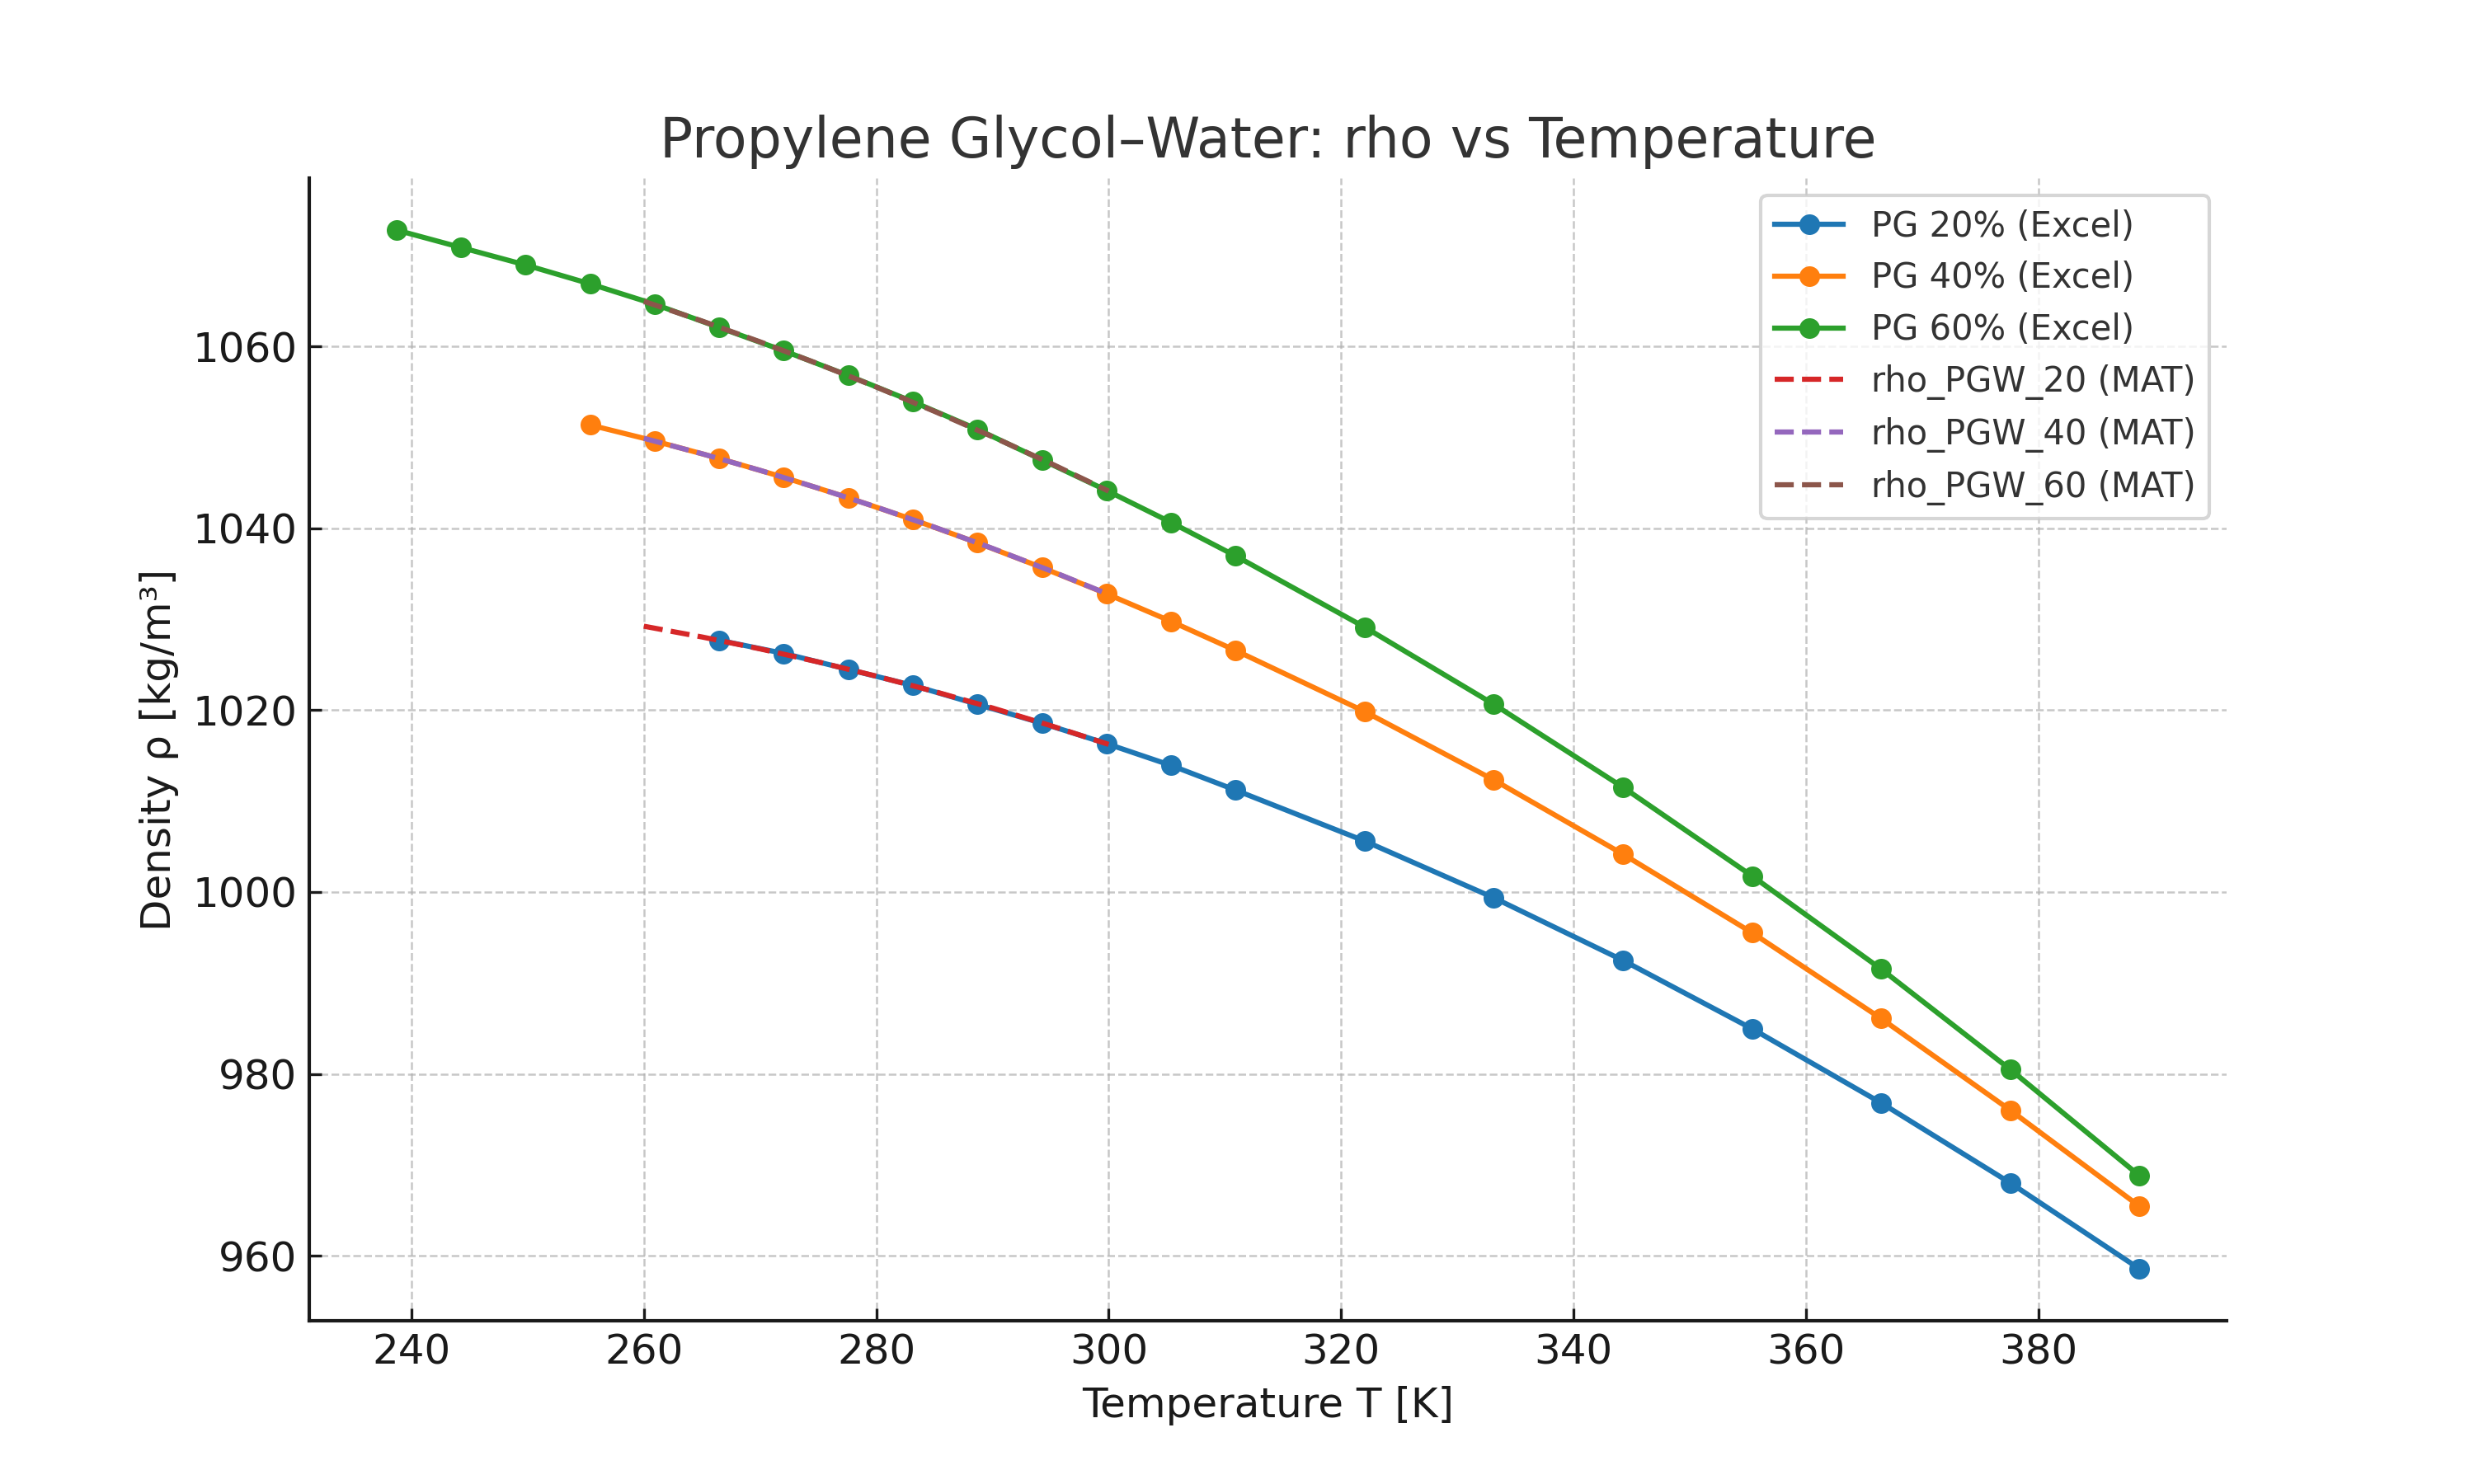 Propylene Glycol–Water: rho vs Temperature
PG 20% (Excel)
PG 40% (Excel)
PG 60% (Excel)
rho_PGW_20 (MAT)
rho_PGW_40 (MAT)
rho_PGW_60 (MAT)
Density ρ [kg/m³]
1060
1040
1020
1000
980
960
240 260 280 300 320 340 360 380
Temperature T [K]